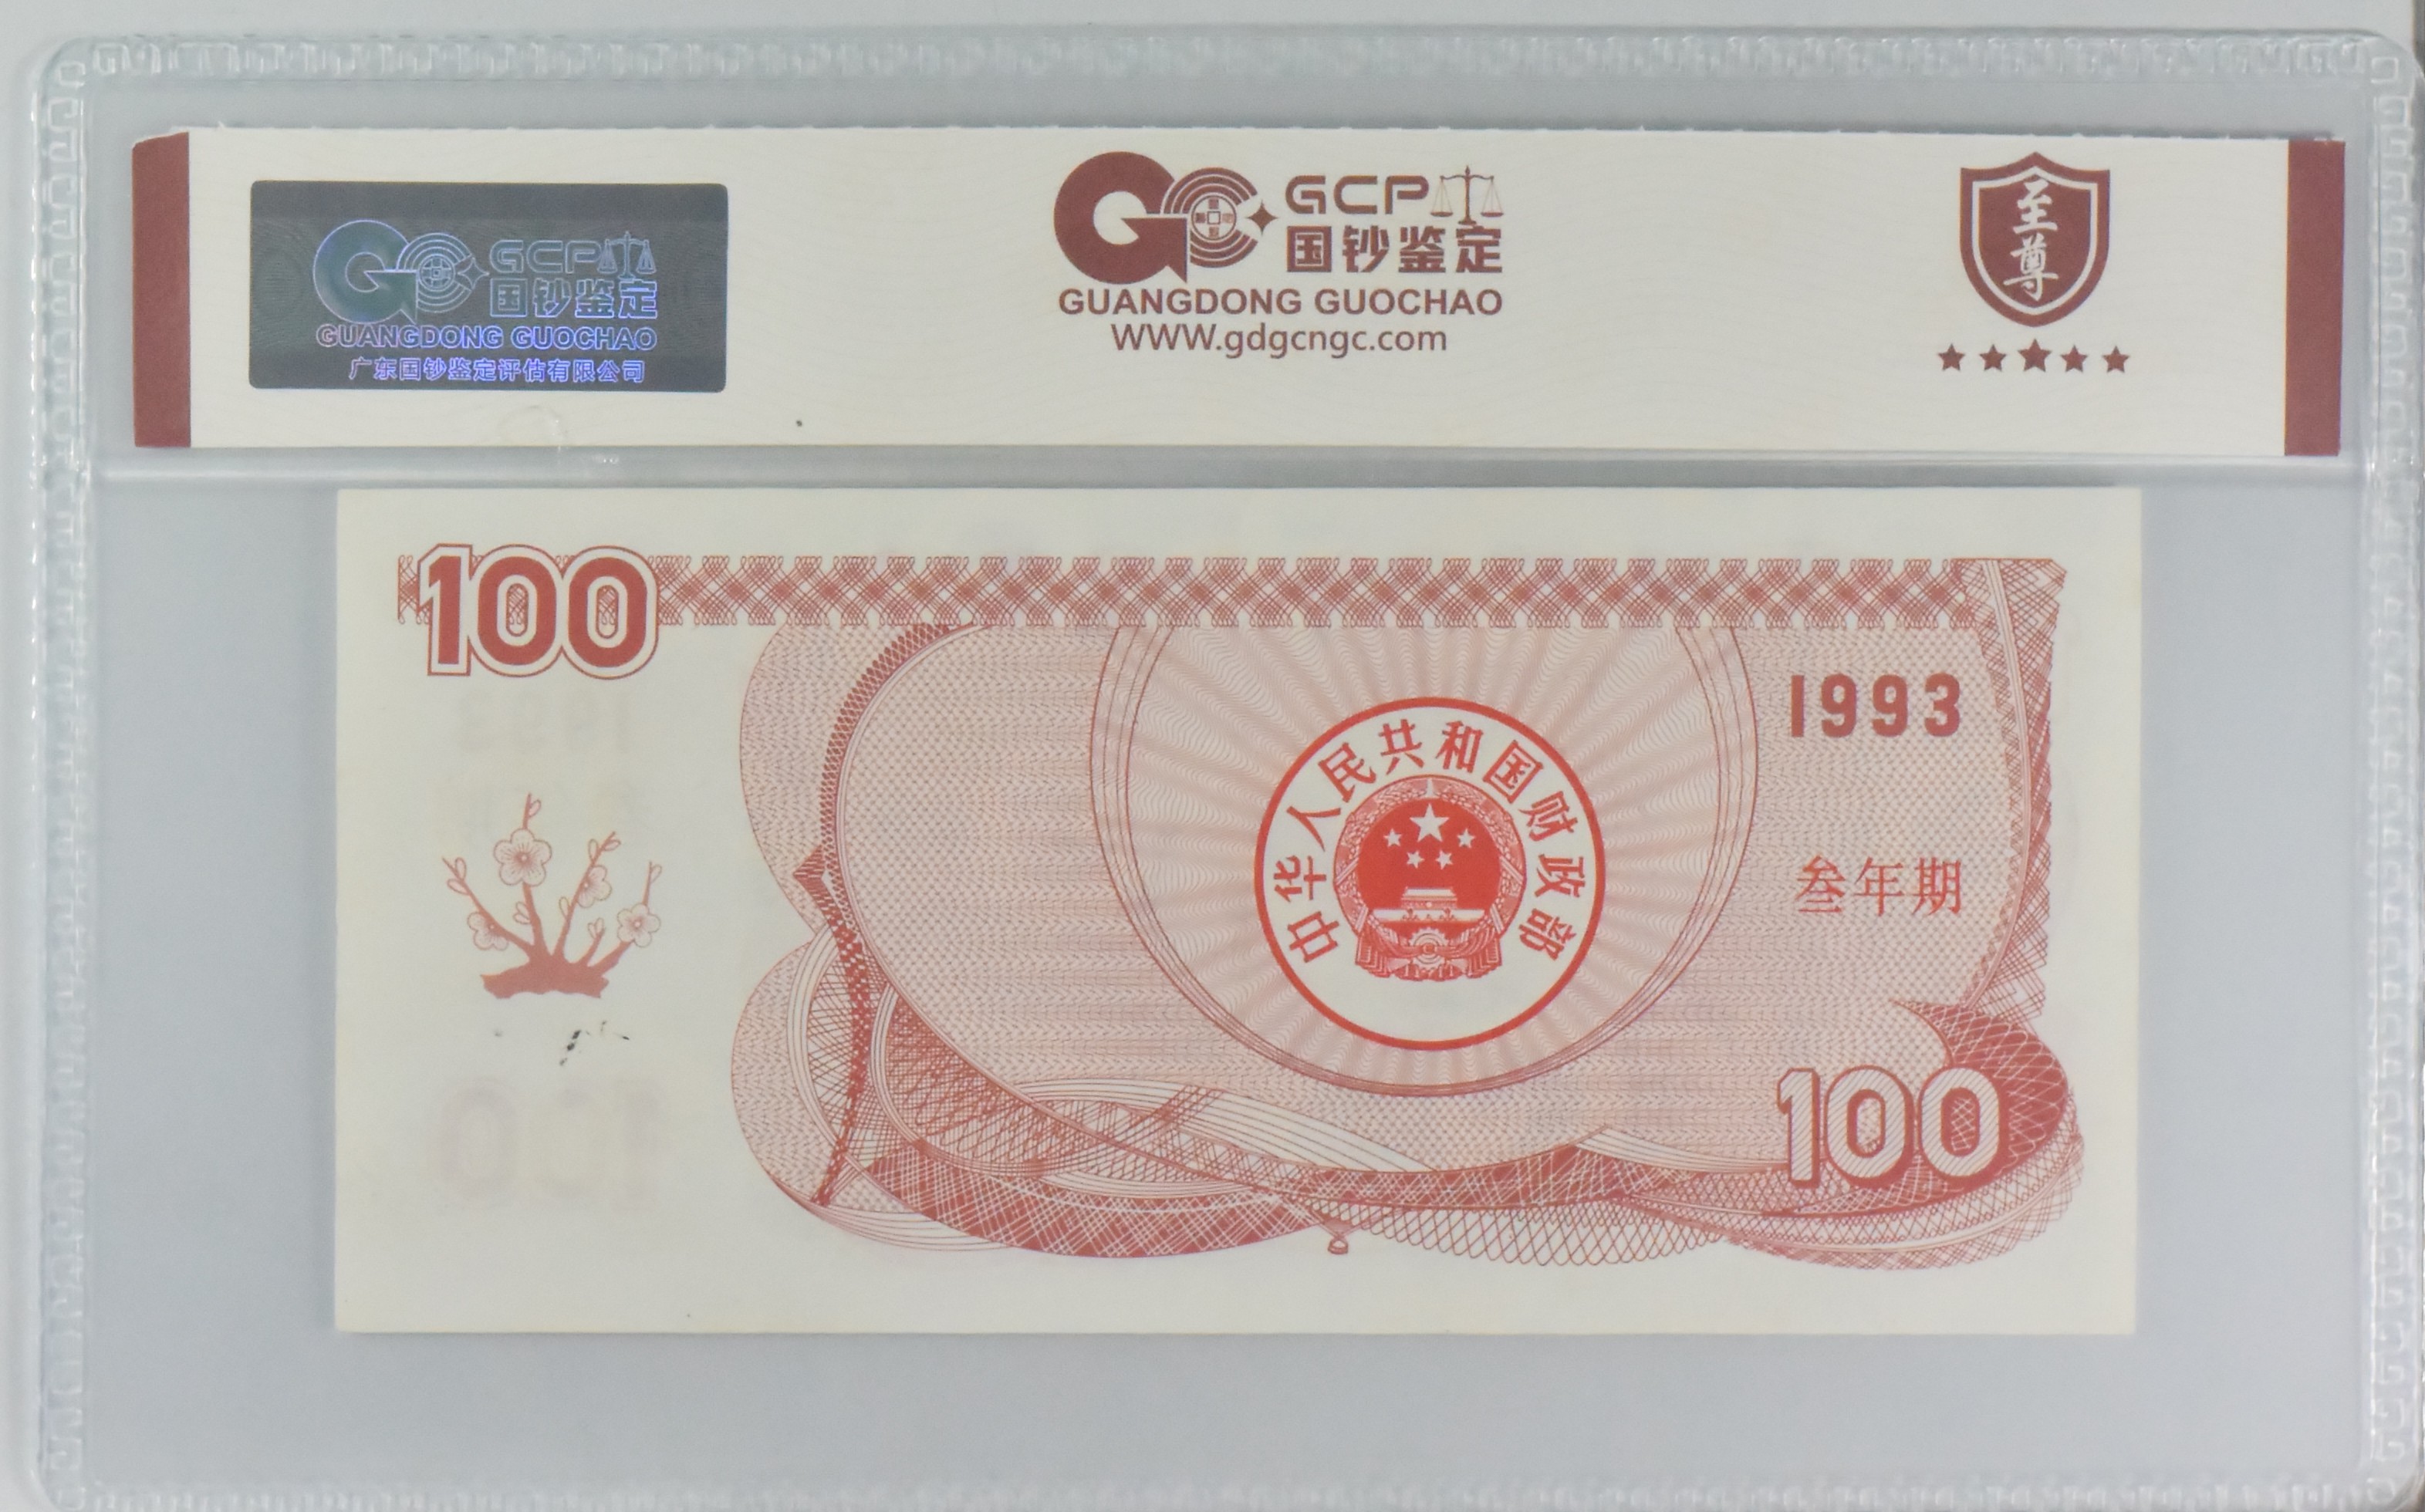 GCP
国钞鉴定
GUANGDONG GUOCHAO
广东国钞鉴定评估有限公司
GCP
国钞鉴定
GUANGDONG GUOCHAO
WWW.gdgcngc.com
至尊
100
1993
中华人民共和国财政部
叁年期
100